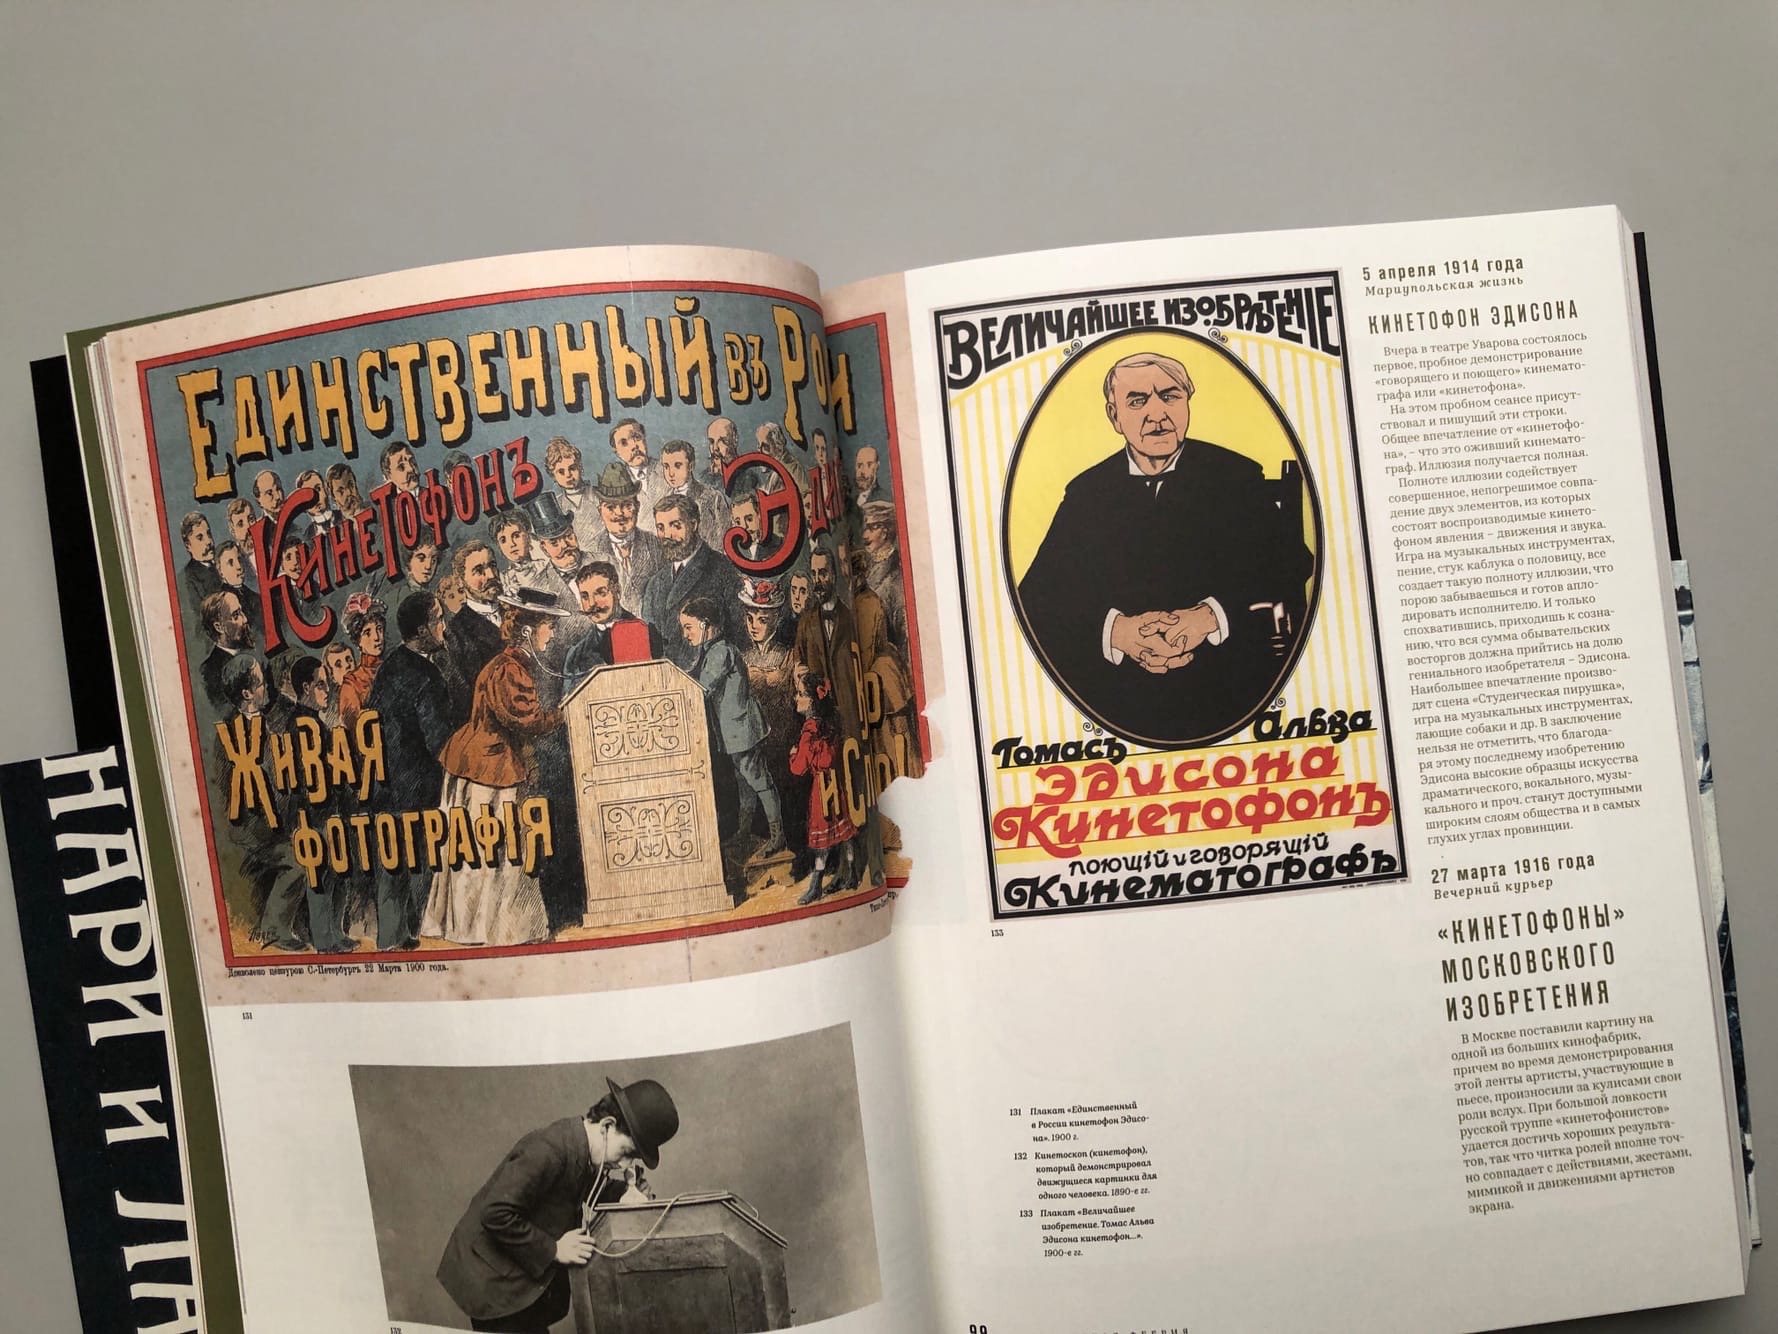 НАРИ И ЛА
ЕДИНСТВЕННЫЙ ВЪ
КИНЕТОФОНЪ
ЖИВАЯ
ФОТОГРАФІЯ
Дозволено цензурою С.-Петербургъ 22 Марта 1900 года.
131
132
ВЕЛИЧАЙШЕЕ ИЗОБРѢТЕНІЕ
Томасъ Альва
Эдисона
Кинетофонъ
поющій и говорящій
Кинематографъ
133
131 Плакат «Единственный
в России кинетофон Эдисо-
на». 1900 г.
132 Кинетоскоп (кинетофон),
который демонстрировал
движущиеся картинки для
одного человека. 1890-е гг.
133 Плакат «Величайшее
изобретение. Томас Альва
Эдисона кинетофон...».
1900-е гг.
99
5 апреля 1914 года
Мариупольская жизнь
КИНЕТОФОН ЭДИСОНА
Вчера в театре Уварова состоялось
первое, пробное демонстрирование
«говорящего и поющего» кинемато-
графа или «кинетофона».
На этом пробном сеансе присут-
ствовал и пишущий эти строки.
Общее впечатление от «кинетофо-
на», – что это оживший кинемато-
граф. Иллюзия получается полная.
Полноте иллюзии содействует
совершенное, непогрешимое совпа-
дение двух элементов, из которых
состоят воспроизводимые кинето-
фоном явления – движения и звука.
Игра на музыкальных инструментах,
пение, стук каблука о половицу, все
создает такую полноту иллюзии, что
порою забываешься и готов апло-
дировать исполнителю. И только
спохватившись, приходишь к созна-
нию, что вся сумма обывательских
восторгов должна прийтись на долю
гениального изобретателя – Эдисона.
Наибольшее впечатление произво-
дят сцена «Студенческая пирушка»,
игра на музыкальных инструментах,
лающие собаки и др. В заключение
нельзя не отметить, что благода-
ря этому последнему изобретению
Эдисона высокие образцы искусства
драматического, вокального, музы-
кального и проч. станут доступными
широким слоям общества и в самых
глухих углах провинции.
27 марта 1916 года
Вечерний курьер
«КИНЕТОФОНЫ»
МОСКОВСКОГО
ИЗОБРЕТЕНИЯ
В Москве поставили картину на
одной из больших кинофабрик,
причем во время демонстрирования
этой ленты артисты, участвующие в
пьесе, произносили за кулисами свои
роли вслух. При большой ловкости
русской труппе «кинетофонистов»
удается достичь хороших результа-
тов, так что читка ролей вполне точ-
но совпадает с действиями, жестами,
мимикой и движениями артистов
экрана.